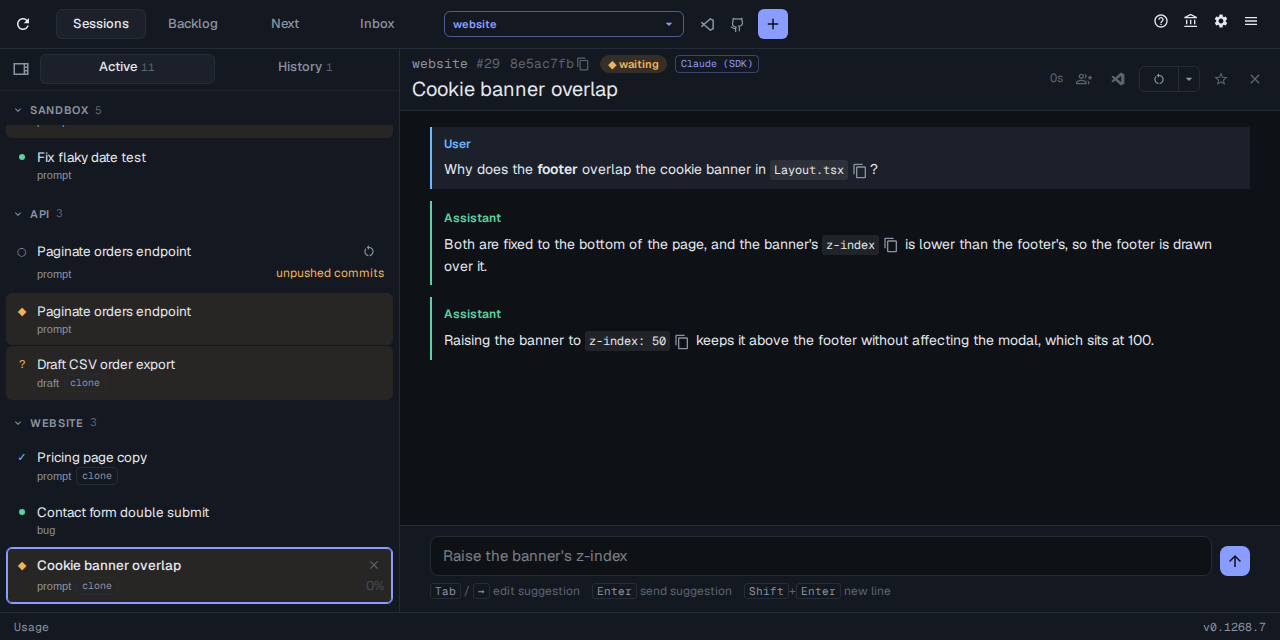 Sessions Backlog Next Inbox website
Active 11 History 1
website #29 8e5ac7fb waiting Claude (SDK)
Cookie banner overlap
0s
SANDBOX 5
Fix flaky date test
prompt
API 3
Paginate orders endpoint
prompt unpushed commits
Paginate orders endpoint
prompt
? Draft CSV order export
draft clone
WEBSITE 3
✓ Pricing page copy
prompt clone
Contact form double submit
bug
Cookie banner overlap
prompt clone 0%
User
Why does the footer overlap the cookie banner in Layout.tsx ?
Assistant
Both are fixed to the bottom of the page, and the banner's z-index is lower than the footer's, so the footer is drawn
over it.
Assistant
Raising the banner to z-index: 50 keeps it above the footer without affecting the modal, which sits at 100.
Raise the banner's z-index
Tab / → edit suggestion Enter send suggestion Shift+Enter new line
Usage v0.1268.7